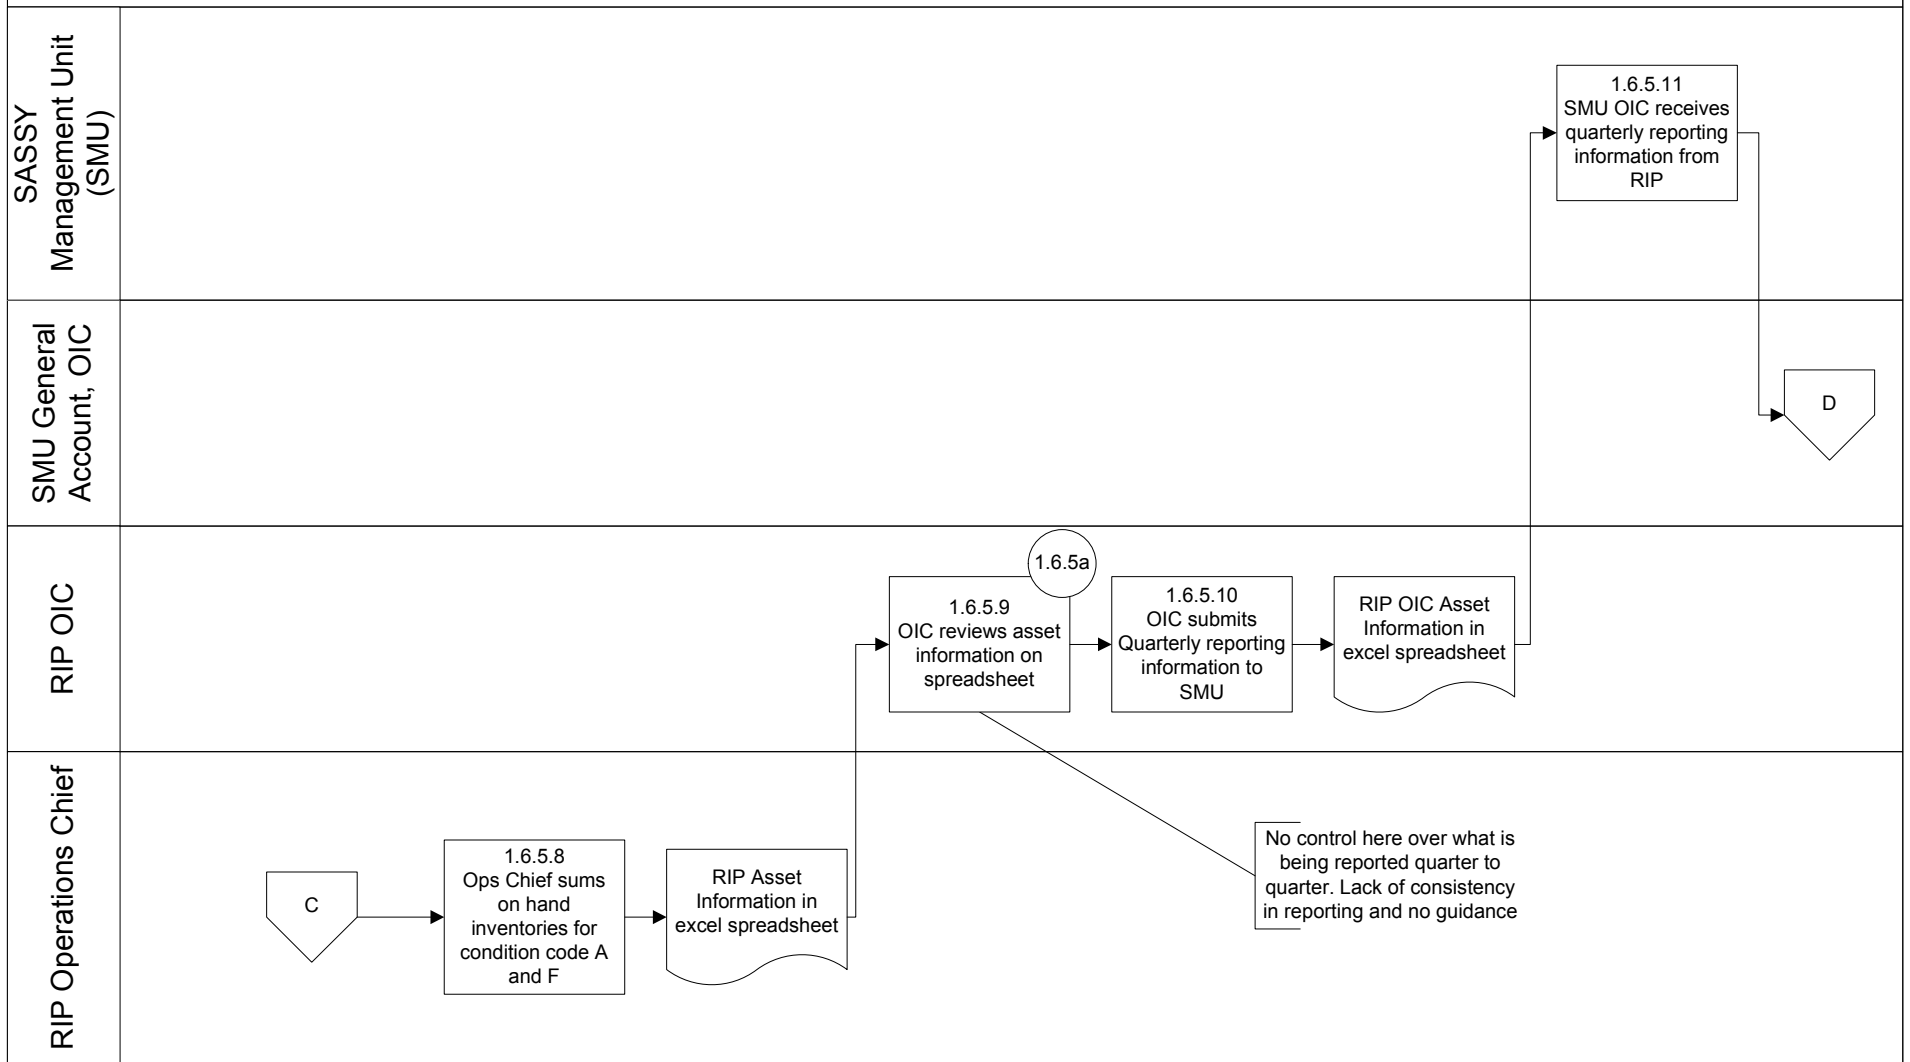 SASSY
Management Unit
(SMU)
1.6.5.11
SMU OIC receives
quarterly reporting
information from
RIP
SMU General
Account, OIC
D
RIP OIC
1.6.5a
1.6.5.9
OIC reviews asset
information on
spreadsheet
1.6.5.10
OIC submits
Quarterly reporting
information to
SMU
RIP OIC Asset
Information in
excel spreadsheet
RIP Operations Chief
C
1.6.5.8
Ops Chief sums
on hand
inventories for
condition code A
and F
RIP Asset
Information in
excel spreadsheet
No control here over what is
being reported quarter to
quarter. Lack of consistency
in reporting and no guidance